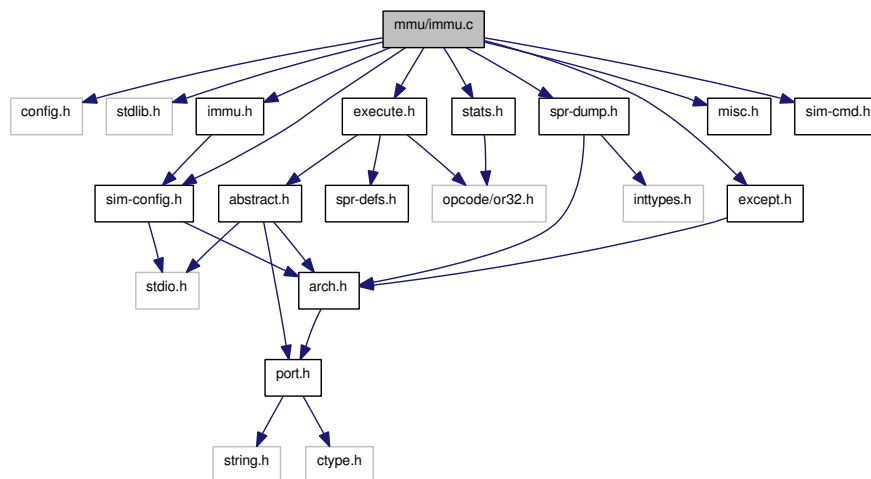 mmu/immu.c
config.h
stdlib.h
immu.h
execute.h
stats.h
spr-dump.h
misc.h
sim-cmd.h
sim-config.h
abstract.h
spr-defs.h
opcode/or32.h
inttypes.h
except.h
stdio.h
arch.h
port.h
string.h
ctype.h